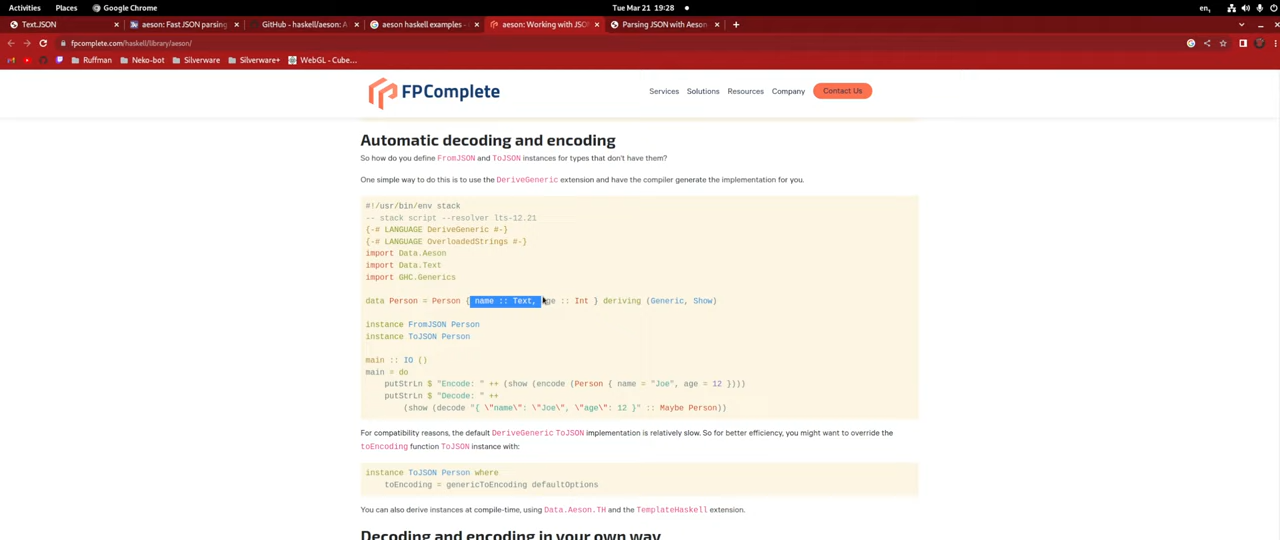 Activities Places Google Chrome Tue Mar 21 19:28 en,
Text.JSON × aeson: Fast JSON parsing × GitHub - haskell/aeson: A × aeson haskell examples - × aeson: Working with JSON × Parsing JSON with Aeson × +
fpcomplete.com/haskell/library/aeson/
Ruffman Neko-bot Silverware Silverware+ WebGL - Cube...
FPComplete Services Solutions Resources Company Contact Us
Automatic decoding and encoding
So how do you define FromJSON and ToJSON instances for types that don't have them?
One simple way to do this is to use the DeriveGeneric extension and have the compiler generate the implementation for you.
#!/usr/bin/env stack
-- stack script --resolver lts-12.21
{-# LANGUAGE DeriveGeneric #-}
{-# LANGUAGE OverloadedStrings #-}
import Data.Aeson
import Data.Text
import GHC.Generics
data Person = Person { name :: Text, age :: Int } deriving (Generic, Show)
instance FromJSON Person
instance ToJSON Person
main :: IO ()
main = do
putStrLn $ "Encode: " ++ (show (encode (Person { name = "Joe", age = 12 })))
putStrLn $ "Decode: " ++
(show (decode "{ \"name\": \"Joe\", \"age\": 12 }" :: Maybe Person))
For compatibility reasons, the default DeriveGeneric ToJSON implementation is relatively slow. So for better efficiency, you might want to override the
toEncoding function ToJSON instance with:
instance ToJSON Person where
toEncoding = genericToEncoding defaultOptions
You can also derive instances at compile-time, using Data.Aeson.TH and the TemplateHaskell extension.
Decoding and encoding in your own way